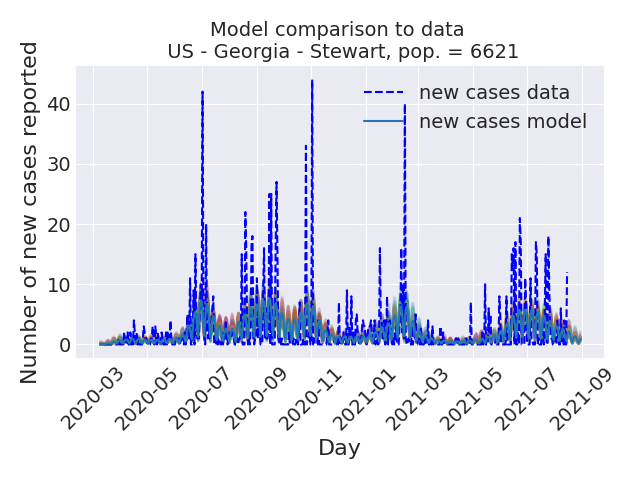 Model comparison to data
US - Georgia - Stewart, pop. = 6621
new cases data
new cases model
Number of new cases reported
40
30
20
10
0
2020-03
2020-05
2020-07
2020-09
2020-11
2021-01
2021-03
2021-05
2021-07
2021-09
Day